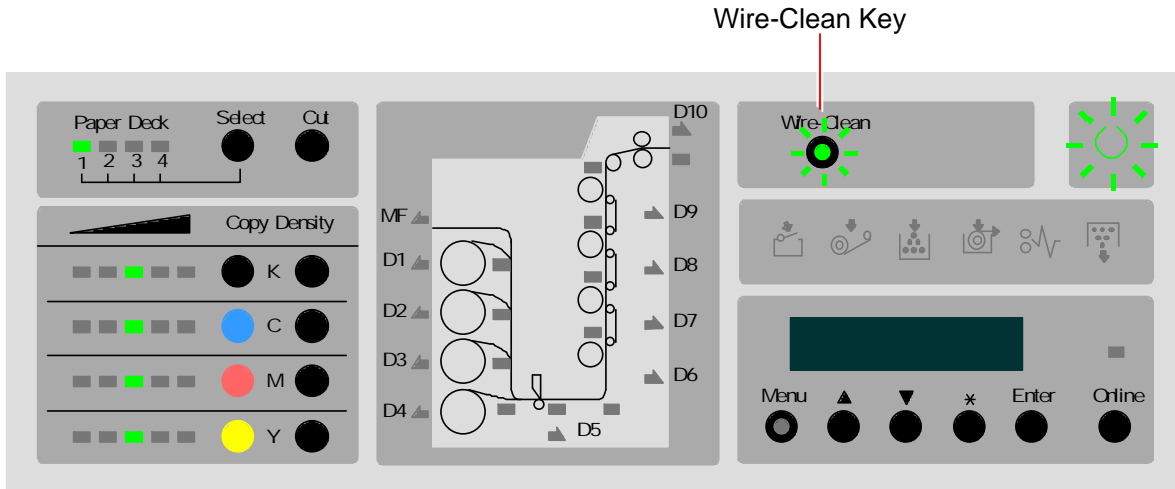 Wire-Clean Key
Paper Deck
Select
Cut
1 2 3 4
Copy Density
K
C
M
Y
D10
MF
D9
D1
D8
D2
D7
D3
D6
D4
D5
Wire-Clean
Menu
▲
▼
*
Enter
Online